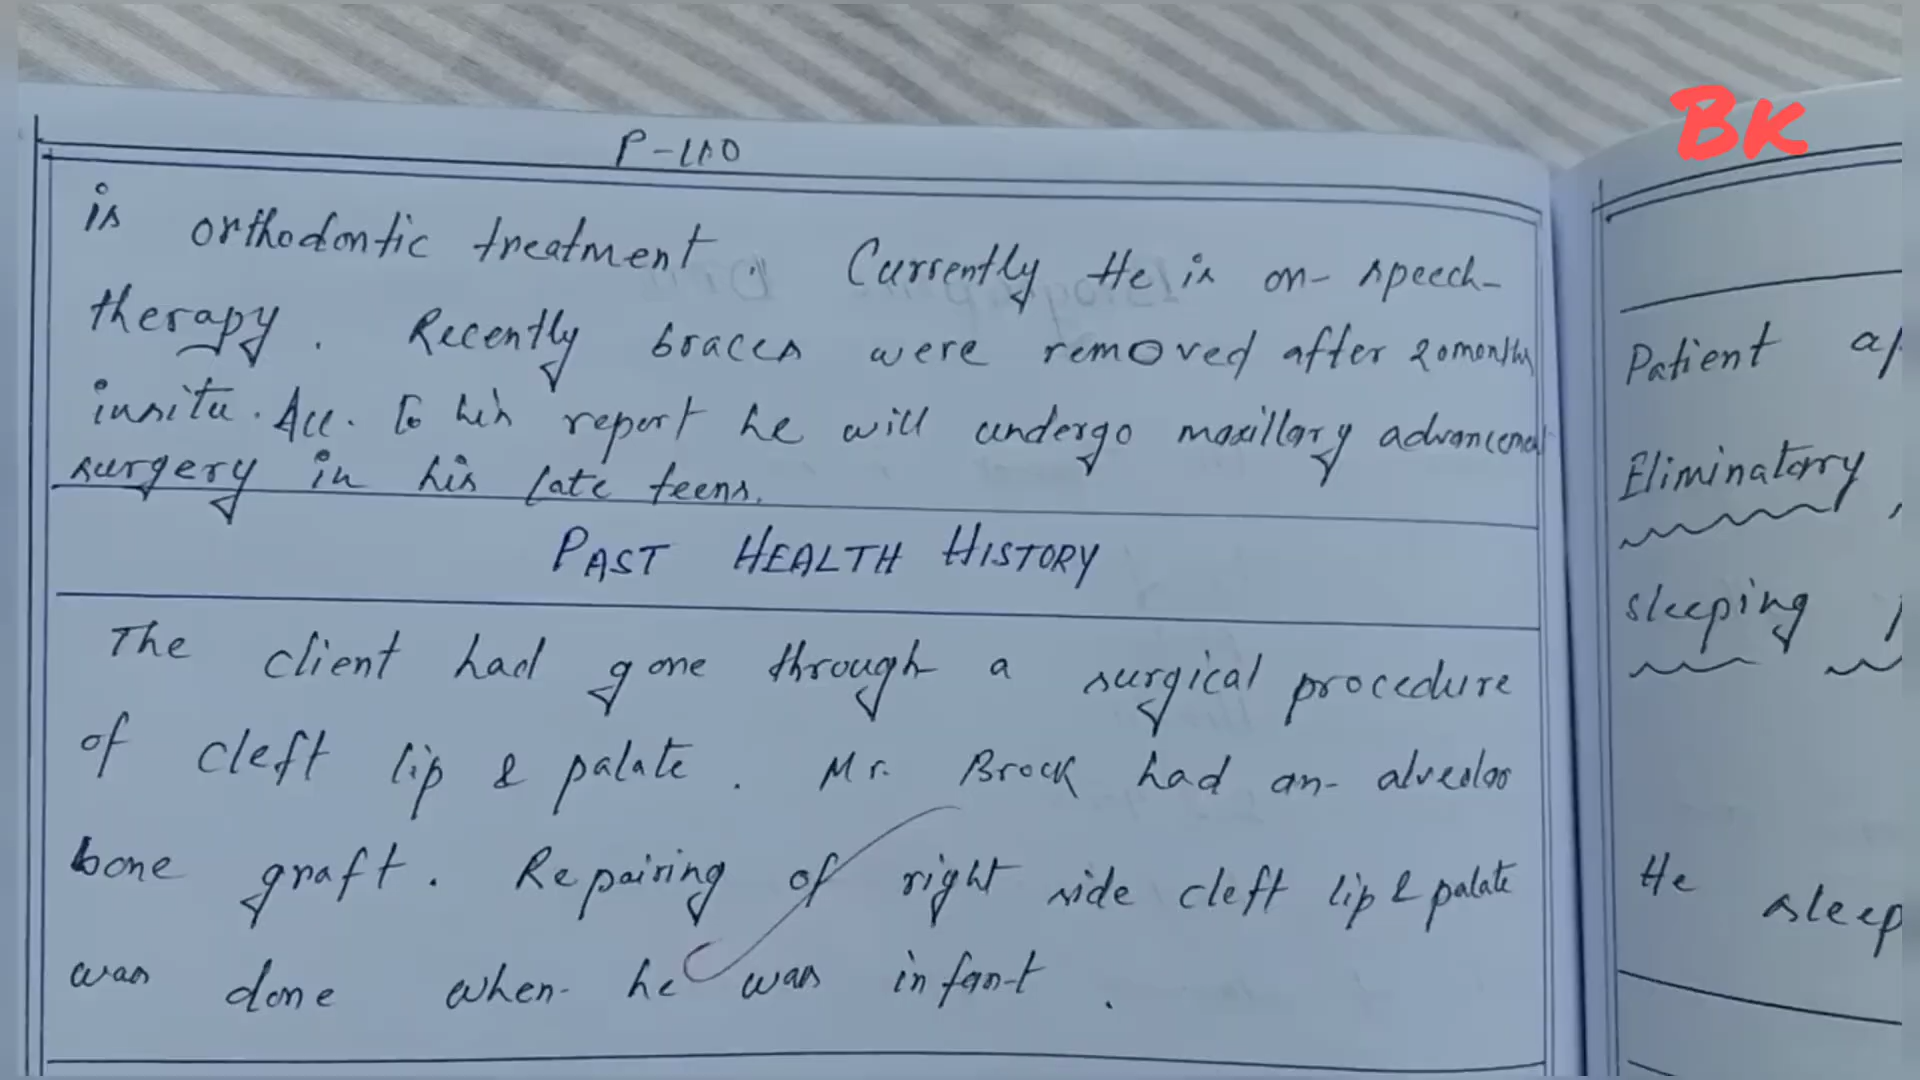 BK
is orthodontic treatment. Currently He is on- speech-
therapy. Recently braces were removed after 20 months
insitu. Acc. to his report he will undergo maxillary
surgery in his late teens.
PAST HEALTH HISTORY
The client had gone through a surgical procedure
of cleft lip & palate. Mr. Brock had an- alveolar
bone graft. Repairing of right side cleft lip & palate
was done when- he was infant.
Patient
Eliminatory
sleeping
He sleep